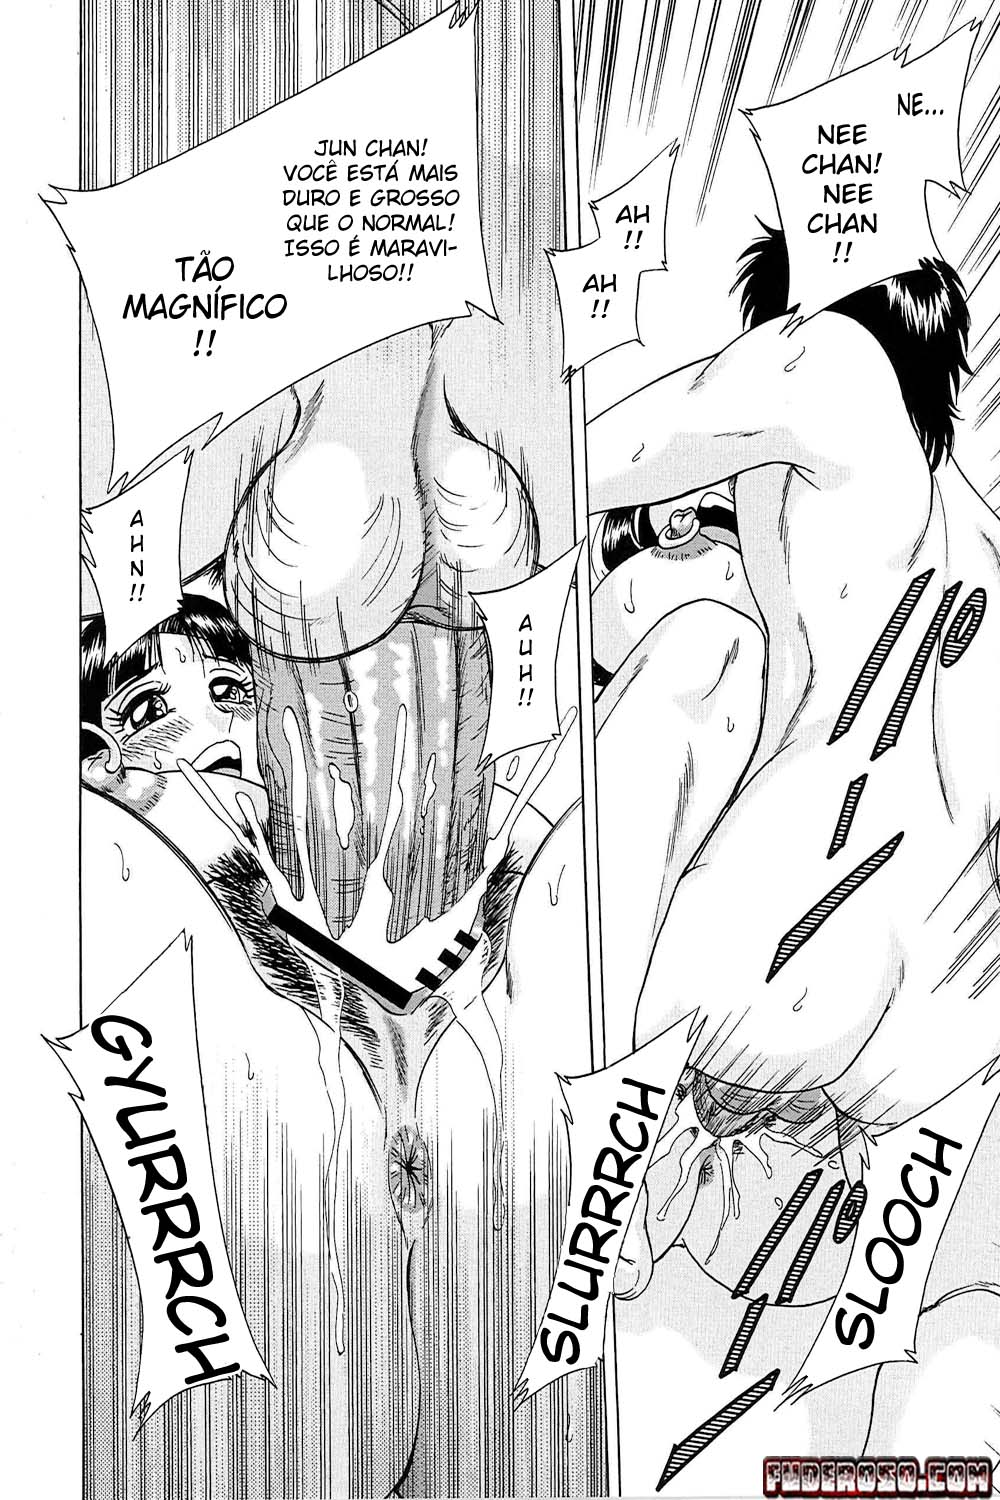 NE...
NEE
CHAN!
NEE
CHAN
!!
AH
!!
AH
!!
JUN CHAN!
VOCÊ ESTÁ MAIS
DURO E GROSSO
QUE O NORMAL!
ISSO É MARAVI-
LHOSO!!
TÃO
MAGNÍFICO
!!
AUH!!
AHN!!
SLOOCH
SLURRRCH
GYURRRCH
FUDEROSO.COM